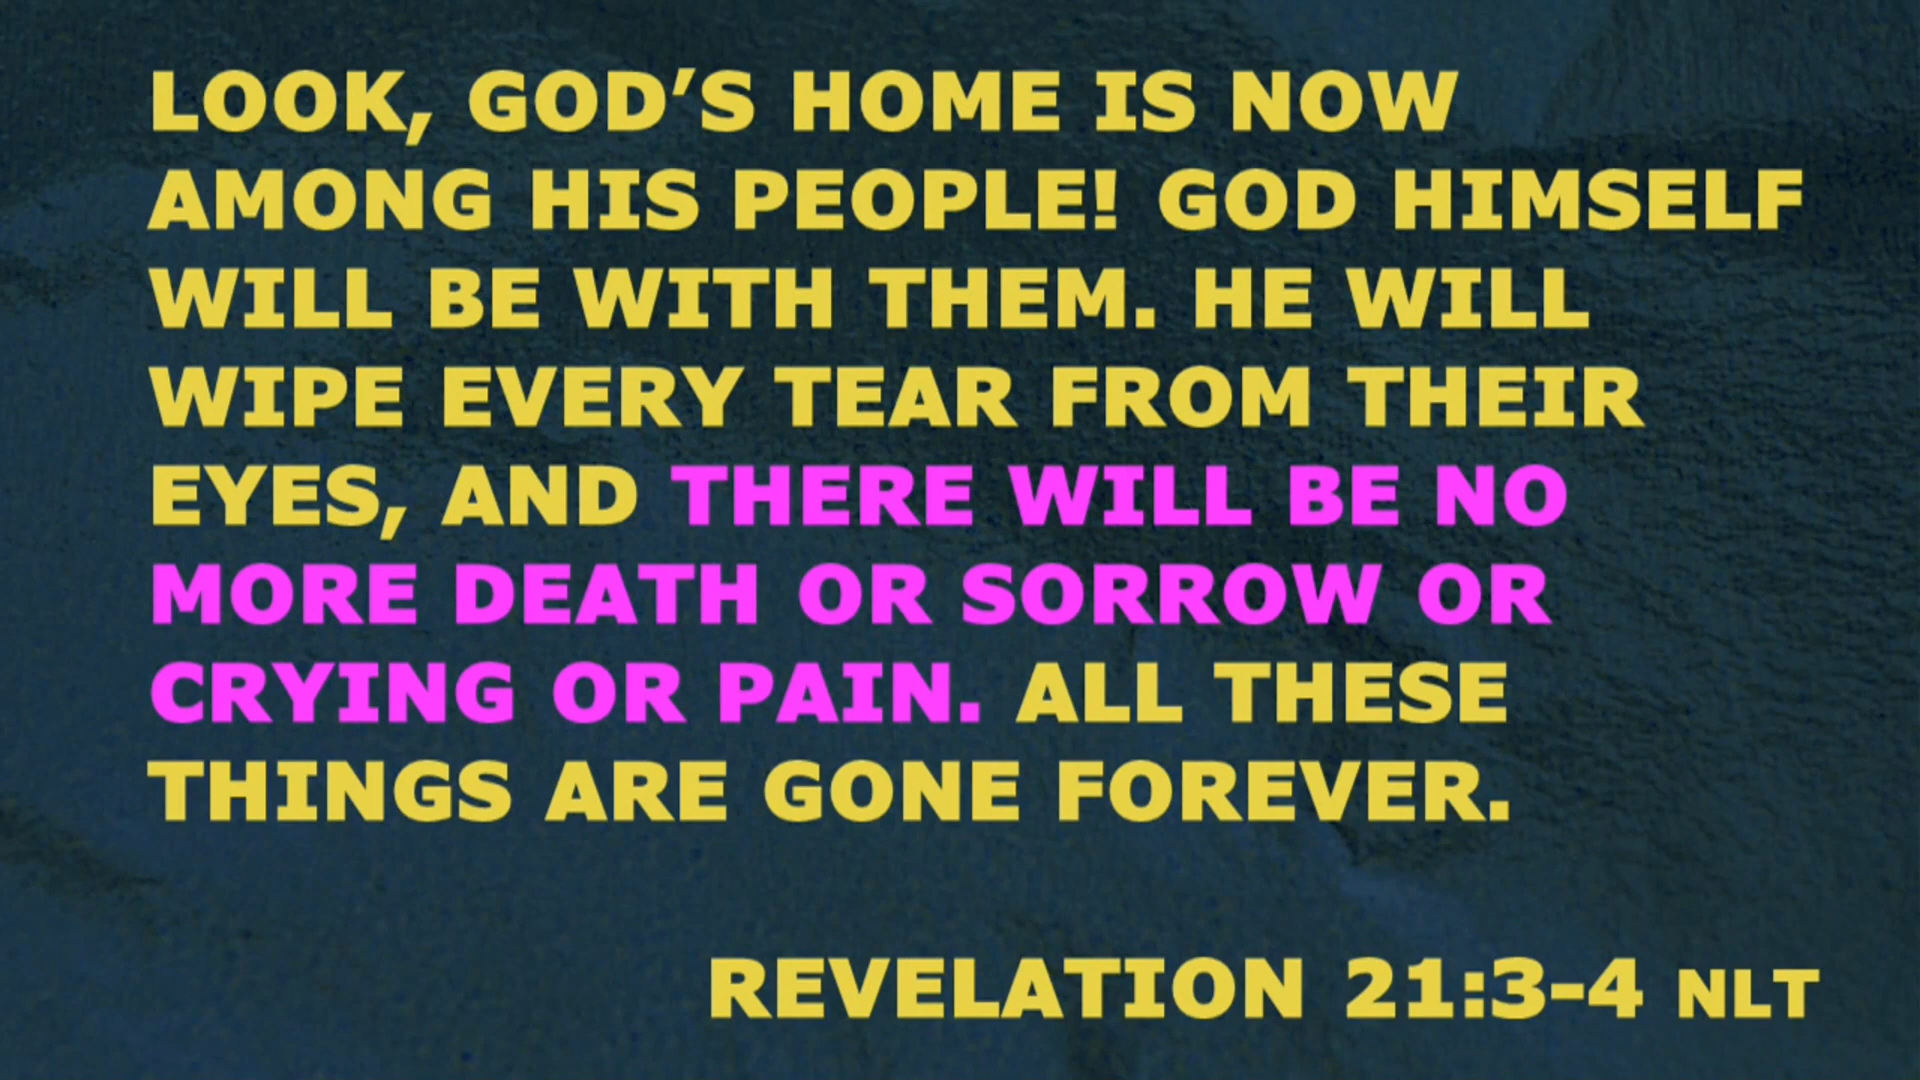 LOOK, GOD’S HOME IS NOW
AMONG HIS PEOPLE! GOD HIMSELF
WILL BE WITH THEM. HE WILL
WIPE EVERY TEAR FROM THEIR
EYES, AND THERE WILL BE NO
MORE DEATH OR SORROW OR
CRYING OR PAIN. ALL THESE
THINGS ARE GONE FOREVER.
REVELATION 21:3-4 NLT